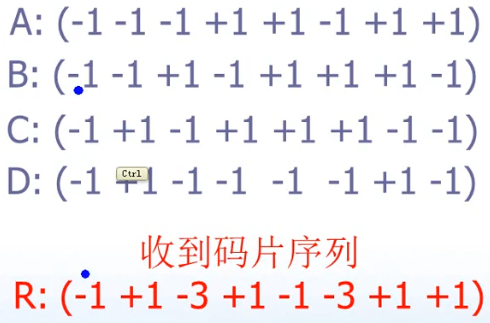 A: (-1 -1 -1 +1 +1 -1 +1 +1)
B: (-1 -1 +1 -1 +1 +1 +1 -1)
C: (-1 +1 -1 +1 +1 +1 -1 -1)
D: (-1 +1 -1 -1 -1 -1 +1 -1)
Ctrl
收到码片序列
R: (-1 +1 -3 +1 -1 -3 +1 +1)